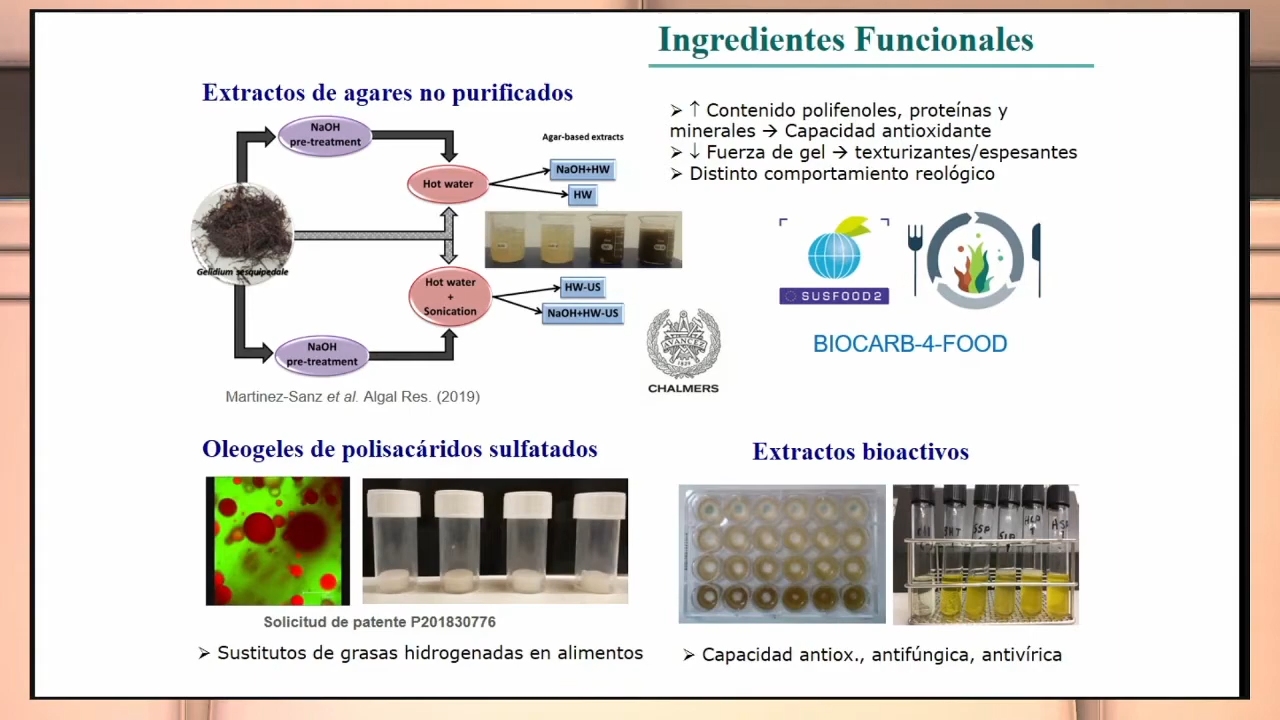 Ingredientes Funcionales
Extractos de agares no purificados
NaOH
pre-treatment
Agar-based extracts
Hot water
NaOH+HW
HW
Gelidium sesquipedale
Hot water
+
Sonication
HW-US
NaOH+HW-US
NaOH
pre-treatment
Martinez-Sanz et al. Algal Res. (2019)
➢ ↑ Contenido polifenoles, proteínas y
minerales → Capacidad antioxidante
➢ ↓ Fuerza de gel → texturizantes/espesantes
➢ Distinto comportamiento reológico
SUSFOOD2
BIOCARB-4-FOOD
AVANCEZ
1829
CHALMERS
Oleogeles de polisacáridos sulfatados
Solicitud de patente P201830776
➢ Sustitutos de grasas hidrogenadas en alimentos
Extractos bioactivos
➢ Capacidad antiox., antifúngica, antivírica